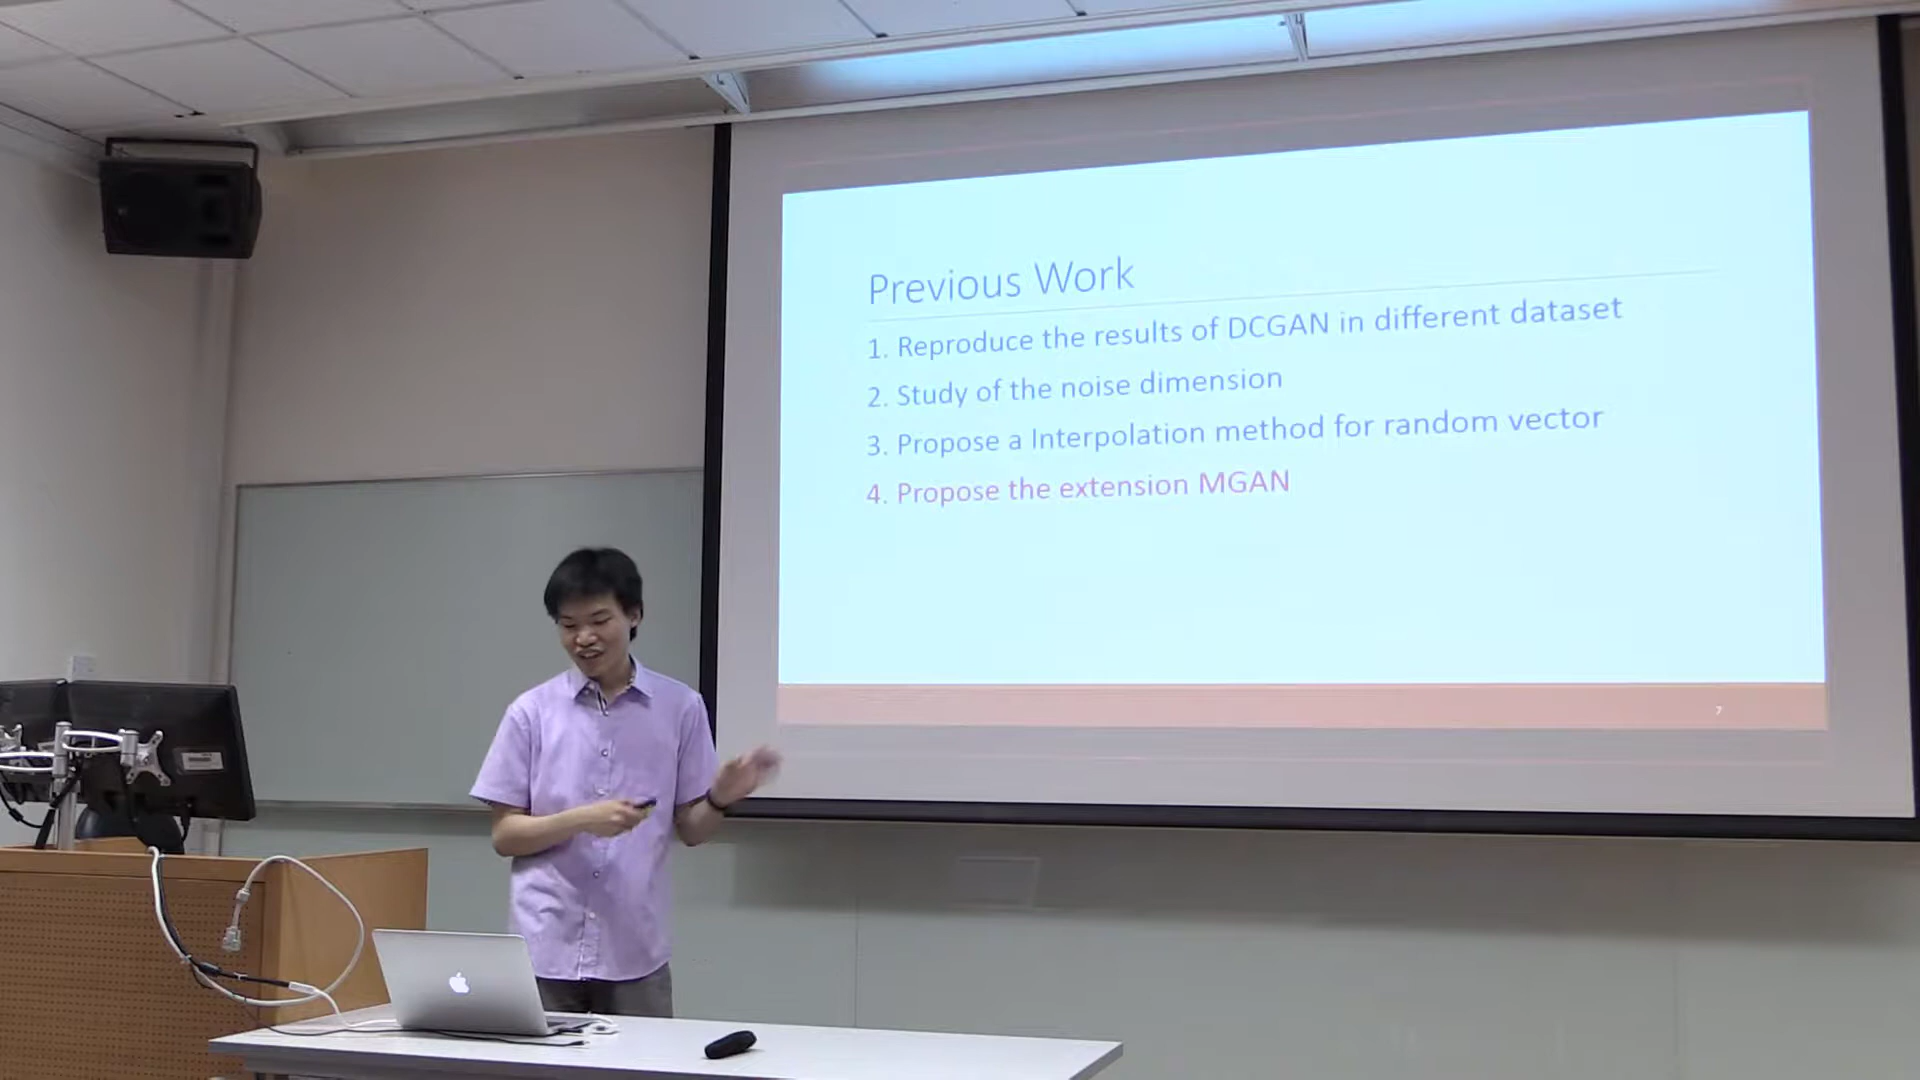 Previous Work
1. Reproduce the results of DCGAN in different dataset
2. Study of the noise dimension
3. Propose a Interpolation method for random vector
4. Propose the extension MGAN
7